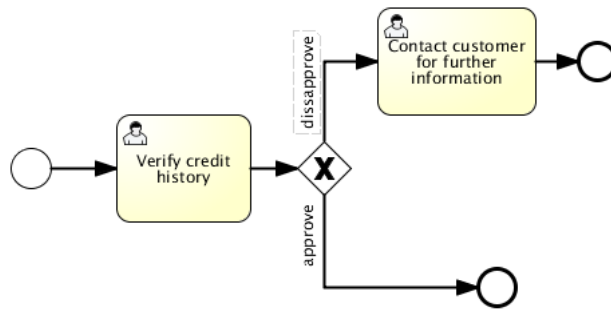 Contact customer
for further
information
dissapprove
Verify credit
history
approve